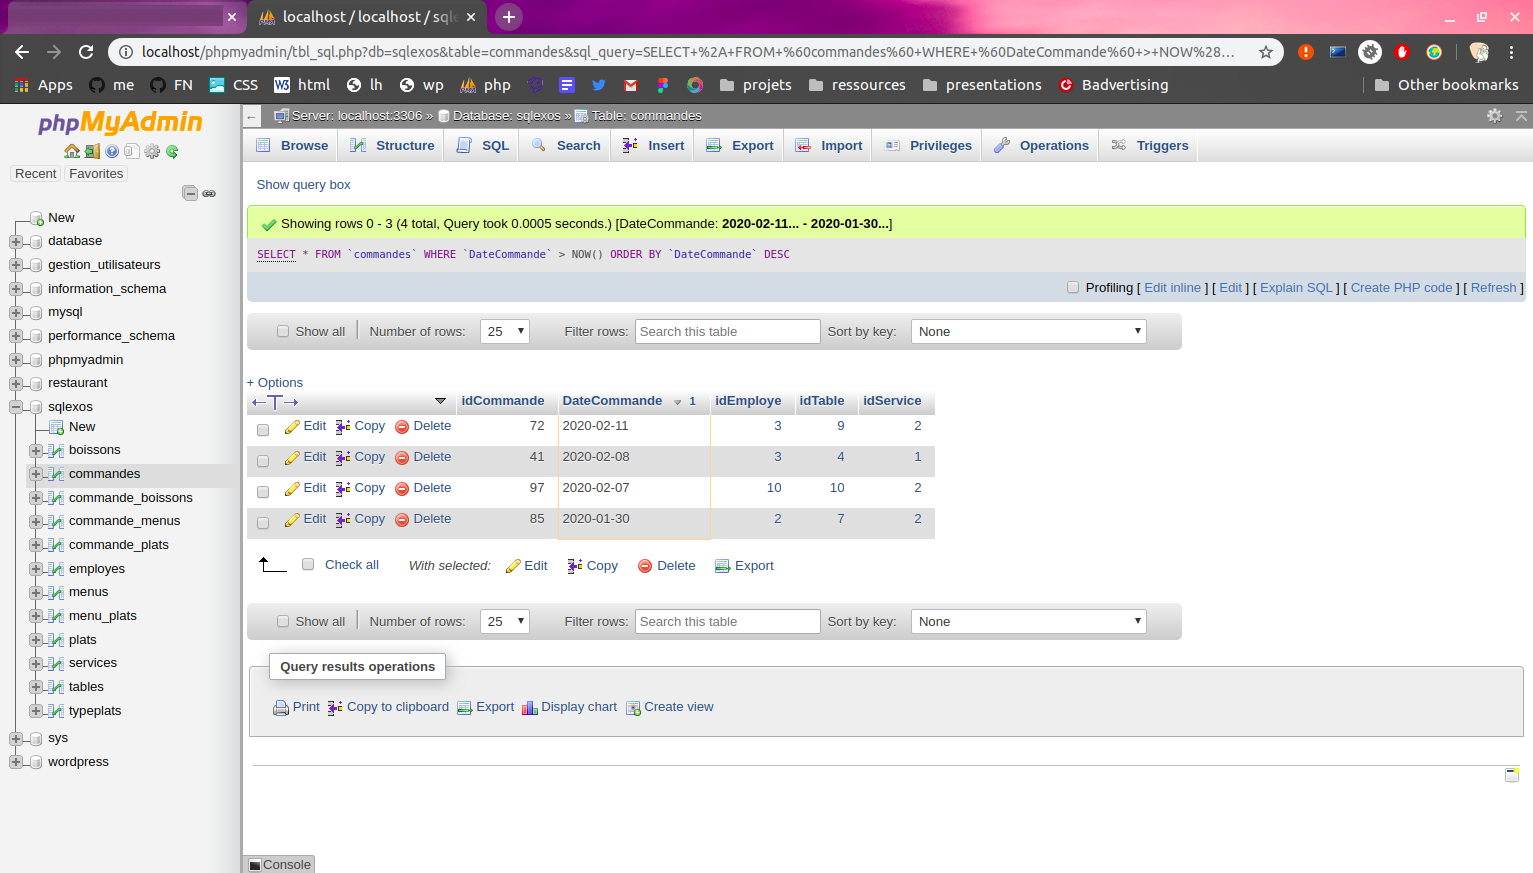 localhost / localhost / sqle
localhost/phpmyadmin/tbl_sql.php?db=sqlexos&table=commandes&sql_query=SELECT+%2A+FROM+%60commandes%60+WHERE+%60DateCommande%60+>+NOW%28...
Apps me FN CSS html lh wp php projets ressources presentations Badvertising Other bookmarks
phpMyAdmin
Recent Favorites
New
database
gestion_utilisateurs
information_schema
mysql
performance_schema
phpmyadmin
restaurant
sqlexos
New
boissons
commandes
commande_boissons
commande_menus
commande_plats
employes
menus
menu_plats
plats
services
tables
typeplats
sys
wordpress
Server: localhost:3306 » Database: sqlexos » Table: commandes
Browse Structure SQL Search Insert Export Import Privileges Operations Triggers
Show query box
Showing rows 0 - 3 (4 total, Query took 0.0005 seconds.) [DateCommande: 2020-02-11... - 2020-01-30...]
SELECT * FROM `commandes` WHERE `DateCommande` > NOW() ORDER BY `DateCommande` DESC
Profiling [ Edit inline ] [ Edit ] [ Explain SQL ] [ Create PHP code ] [ Refresh ]
Show all Number of rows: 25 Filter rows: Search this table Sort by key: None
+ Options
←T→ idCommande DateCommande 1 idEmploye idTable idService
Edit Copy Delete 72 2020-02-11 3 9 2
Edit Copy Delete 41 2020-02-08 3 4 1
Edit Copy Delete 97 2020-02-07 10 10 2
Edit Copy Delete 85 2020-01-30 2 7 2
Check all With selected: Edit Copy Delete Export
Show all Number of rows: 25 Filter rows: Search this table Sort by key: None
Query results operations
Print Copy to clipboard Export Display chart Create view
Console